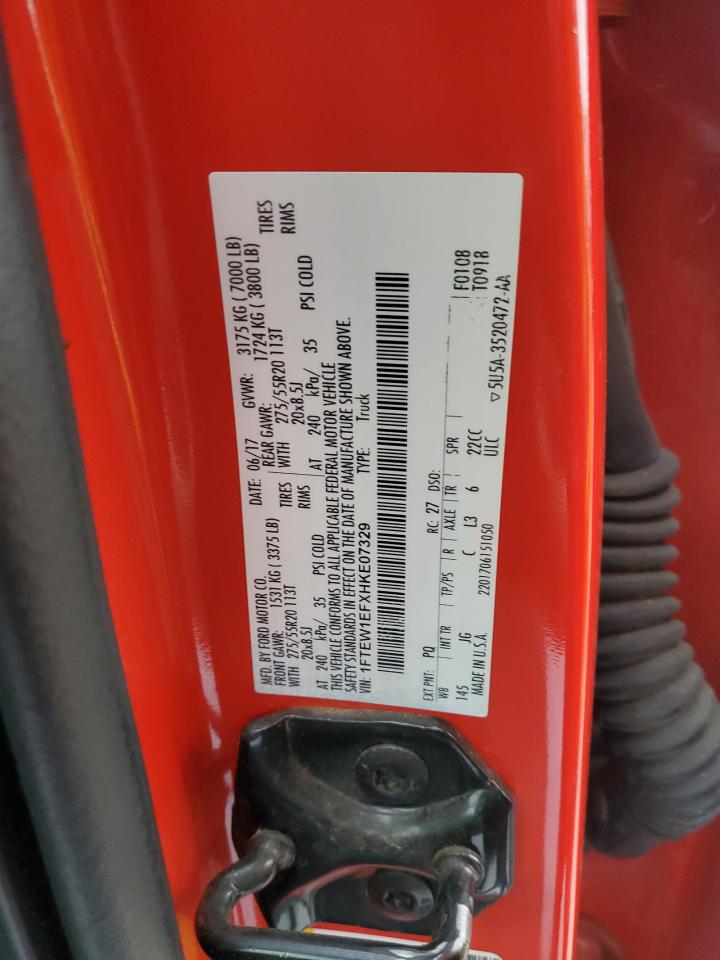 MFD. BY FORD MOTOR CO. DATE: 06/17 GVWR: 3175 KG ( 7000 LB)
FRONT GAWR: 1531 KG ( 3375 LB) REAR GAWR: 1724 KG ( 3800 LB)
WITH 275/55R20 113T TIRES WITH 275/55R20 113T TIRES
20x8.5J RIMS 20x8.5J RIMS
AT 240 kPa/ 35 PSI COLD AT 240 kPa/ 35 PSI COLD
THIS VEHICLE CONFORMS TO ALL APPLICABLE FEDERAL MOTOR VEHICLE
SAFETY STANDARDS IN EFFECT ON THE DATE OF MANUFACTURE SHOWN ABOVE.
VIN: 1FTEW1EFXHKE07329 TYPE: Truck
EXT PNT: PQ RC: 27 DSO: F0108
WB INT TR TP/PS R AXLE TR SPR T0918
145 JG C L3 6 22CC
MADE IN U.S.A. 2201706151050 ULC ▽5U5A-3520472-AA